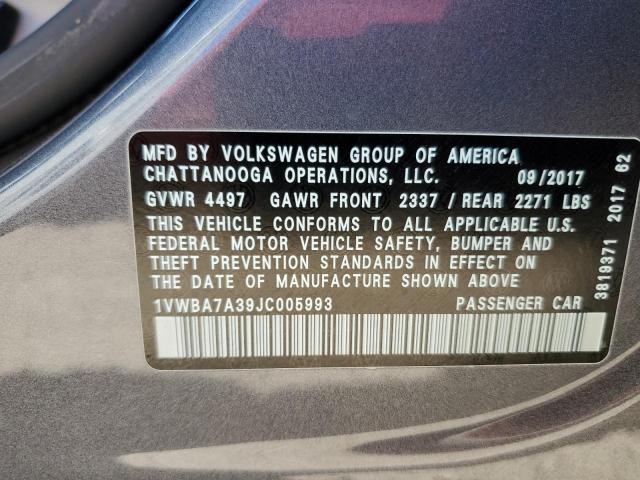 MFD BY VOLKSWAGEN GROUP OF AMERICA
CHATTANOOGA OPERATIONS, LLC. 09/2017
GVWR 4497 GAWR FRONT 2337 / REAR 2271 LBS
THIS VEHICLE CONFORMS TO ALL APPLICABLE U.S.
FEDERAL MOTOR VEHICLE SAFETY, BUMPER AND
THEFT PREVENTION STANDARDS IN EFFECT ON
THE DATE OF MANUFACTURE SHOWN ABOVE
1VWBA7A39JC005993 PASSENGER CAR
3819371 2017 62